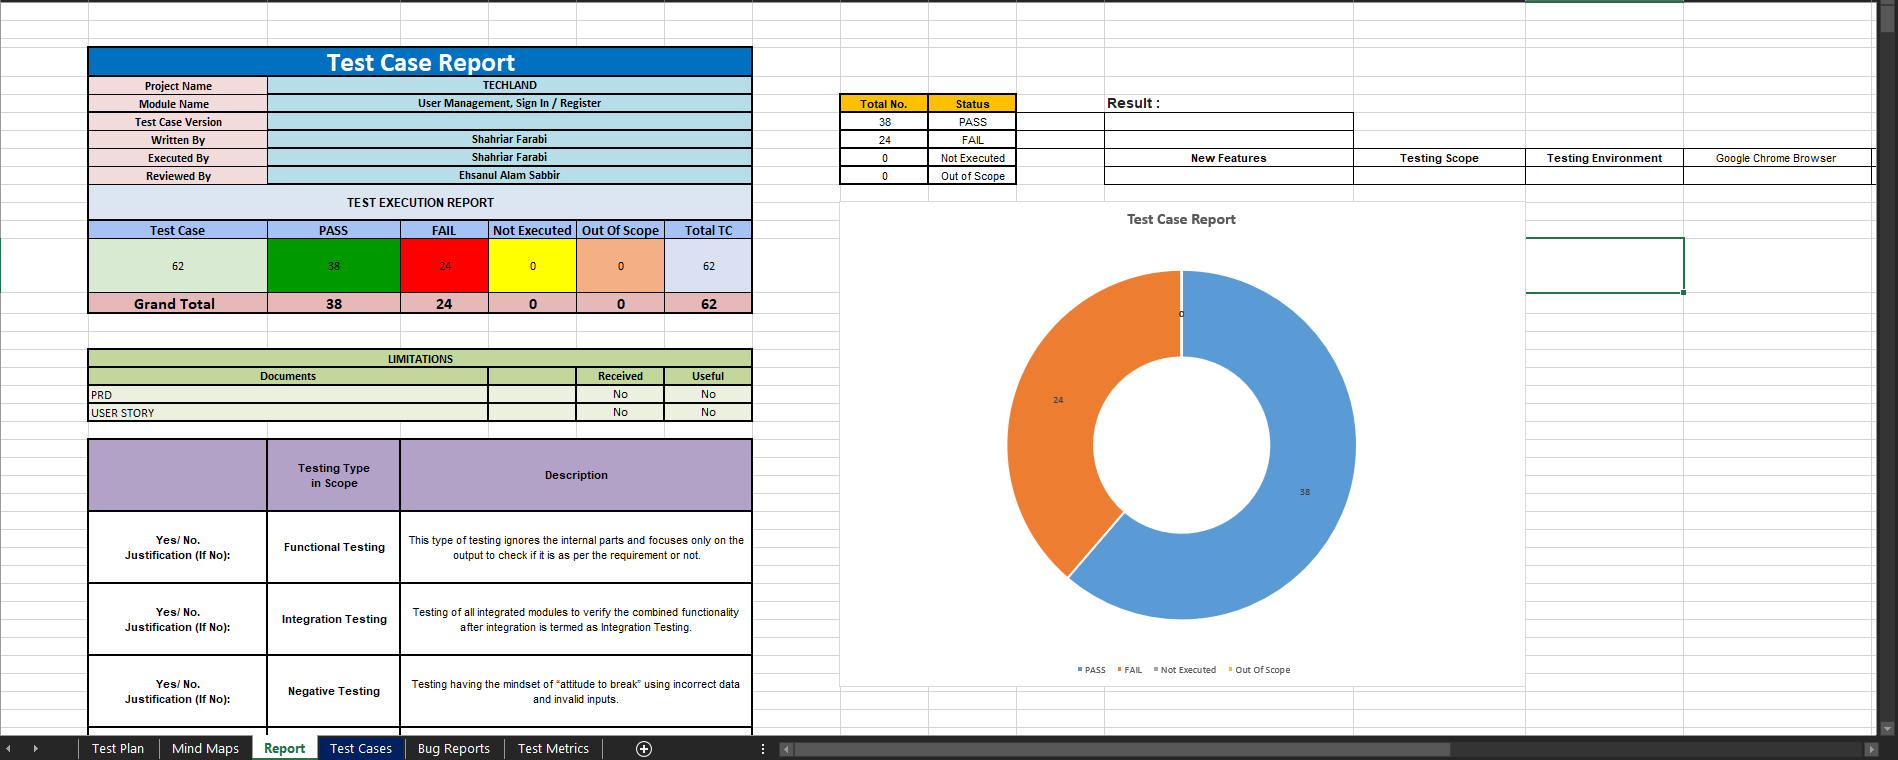 Test Case Report
Project Name TECHLAND
Module Name User Management, Sign In / Register
Test Case Version
Written By Shahriar Farabi
Executed By Shahriar Farabi
Reviewed By Ehsanul Alam Sabbir
TEST EXECUTION REPORT
Test Case PASS FAIL Not Executed Out Of Scope Total TC
62 38 24 0 0 62
Grand Total 38 24 0 0 62
LIMITATIONS
Documents Received Useful
PRD No No
USER STORY No No
Testing Type
in Scope
Description
Yes/ No.
Justification (If No):
Functional Testing
This type of testing ignores the internal parts and focuses only on the
output to check if it is as per the requirement or not.
Yes/ No.
Justification (If No):
Integration Testing
Testing of all integrated modules to verify the combined functionality
after integration is termed as Integration Testing.
Yes/ No.
Justification (If No):
Negative Testing
Testing having the mindset of “attitude to break” using incorrect data
and invalid inputs.
Total No. Status
38 PASS
24 FAIL
0 Not Executed
0 Out of Scope
Result :
New Features Testing Scope Testing Environment Google Chrome Browser
Test Case Report
0
24
38
PASS FAIL Not Executed Out Of Scope
Test Plan Mind Maps Report Test Cases Bug Reports Test Metrics